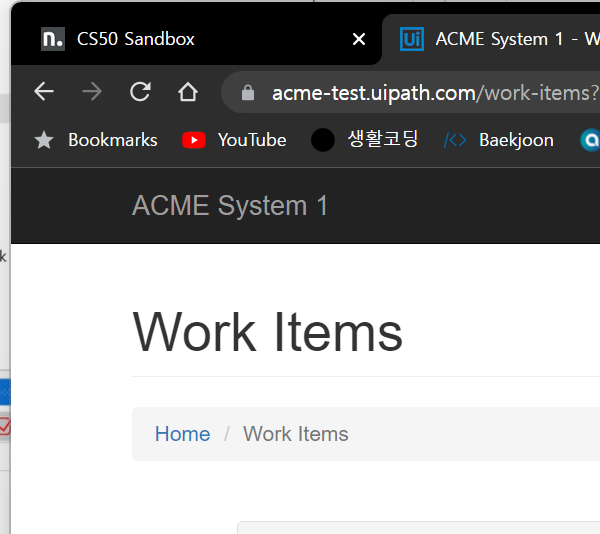 n. CS50 Sandbox Ui ACME System 1 - W
acme-test.uipath.com/work-items?
Bookmarks YouTube 생활코딩 </> Baekjoon a
ACME System 1
k
Work Items
Home / Work Items